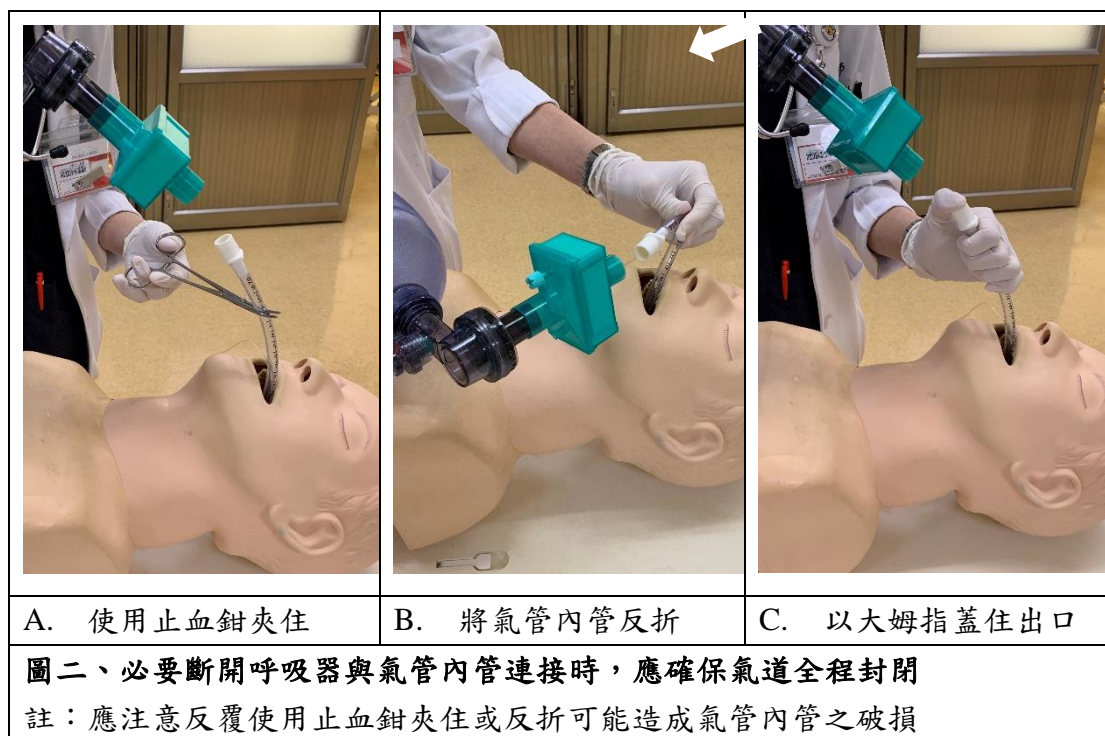 A. 使用止血鉗夾住
B. 將氣管內管反折
C. 以大姆指蓋住出口
圖二、必要斷開呼吸器與氣管內管連接時，應確保氣道全程封閉
註：應注意反覆使用止血鉗夾住或反折可能造成氣管內管之破損